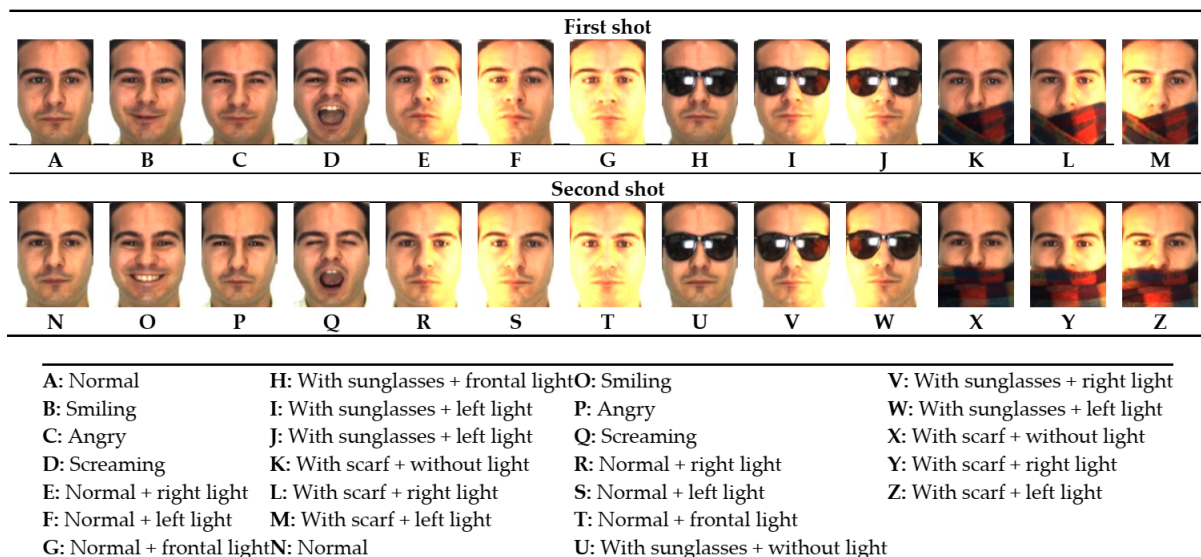 First shot
A B C D E F G H I J K L M
Second shot
N O P Q R S T U V W X Y Z
A: Normal
B: Smiling
C: Angry
D: Screaming
E: Normal + right light
F: Normal + left light
G: Normal + frontal light
H: With sunglasses + frontal light
I: With sunglasses + left light
J: With sunglasses + left light
K: With scarf + without light
L: With scarf + right light
M: With scarf + left light
N: Normal
O: Smiling
P: Angry
Q: Screaming
R: Normal + right light
S: Normal + left light
T: Normal + frontal light
U: With sunglasses + without light
V: With sunglasses + right light
W: With sunglasses + left light
X: With scarf + without light
Y: With scarf + right light
Z: With scarf + left light